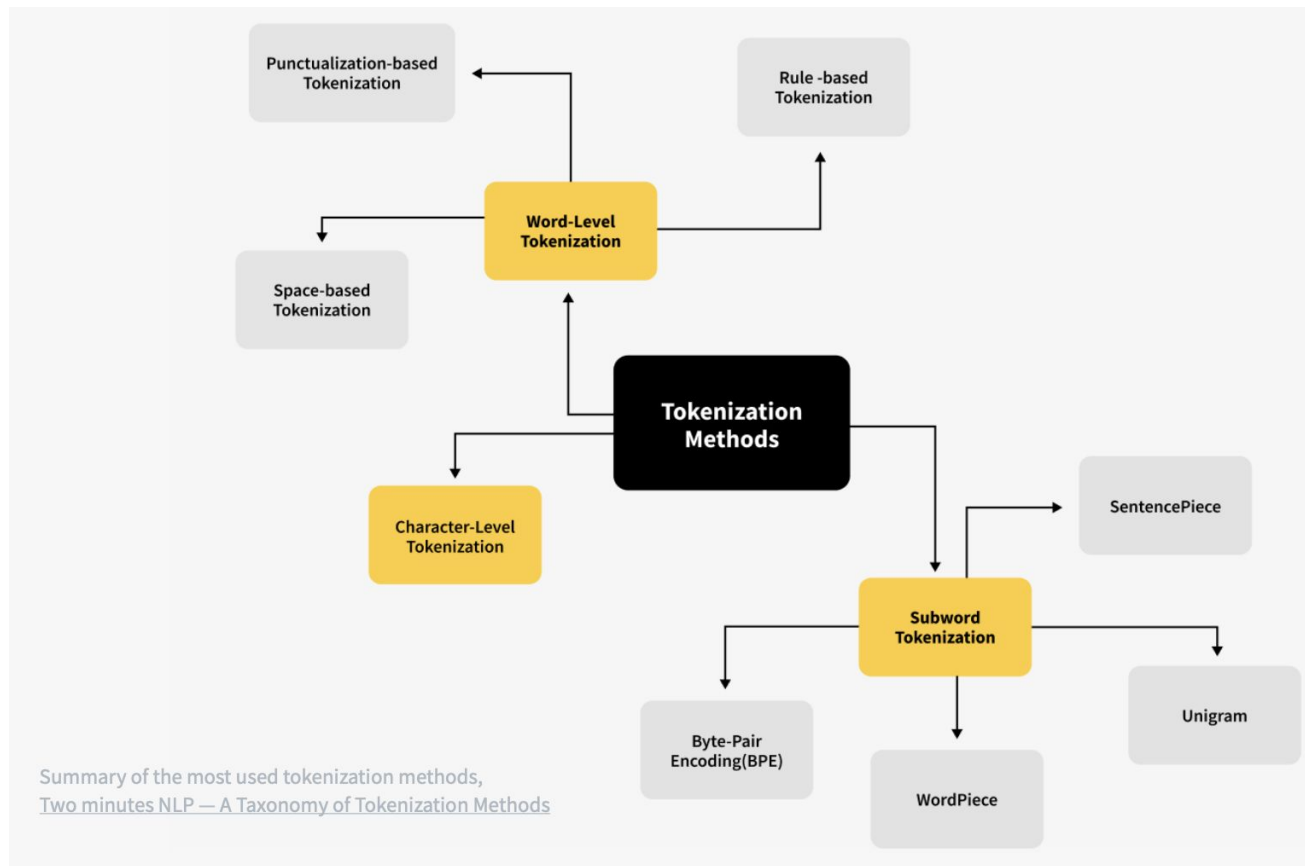 Punctualization-based
Tokenization
Rule -based
Tokenization
Word-Level
Tokenization
Space-based
Tokenization
Tokenization
Methods
Character-Level
Tokenization
SentencePiece
Subword
Tokenization
Unigram
Byte-Pair
Encoding(BPE)
WordPiece
Summary of the most used tokenization methods,
Two minutes NLP — A Taxonomy of Tokenization Methods